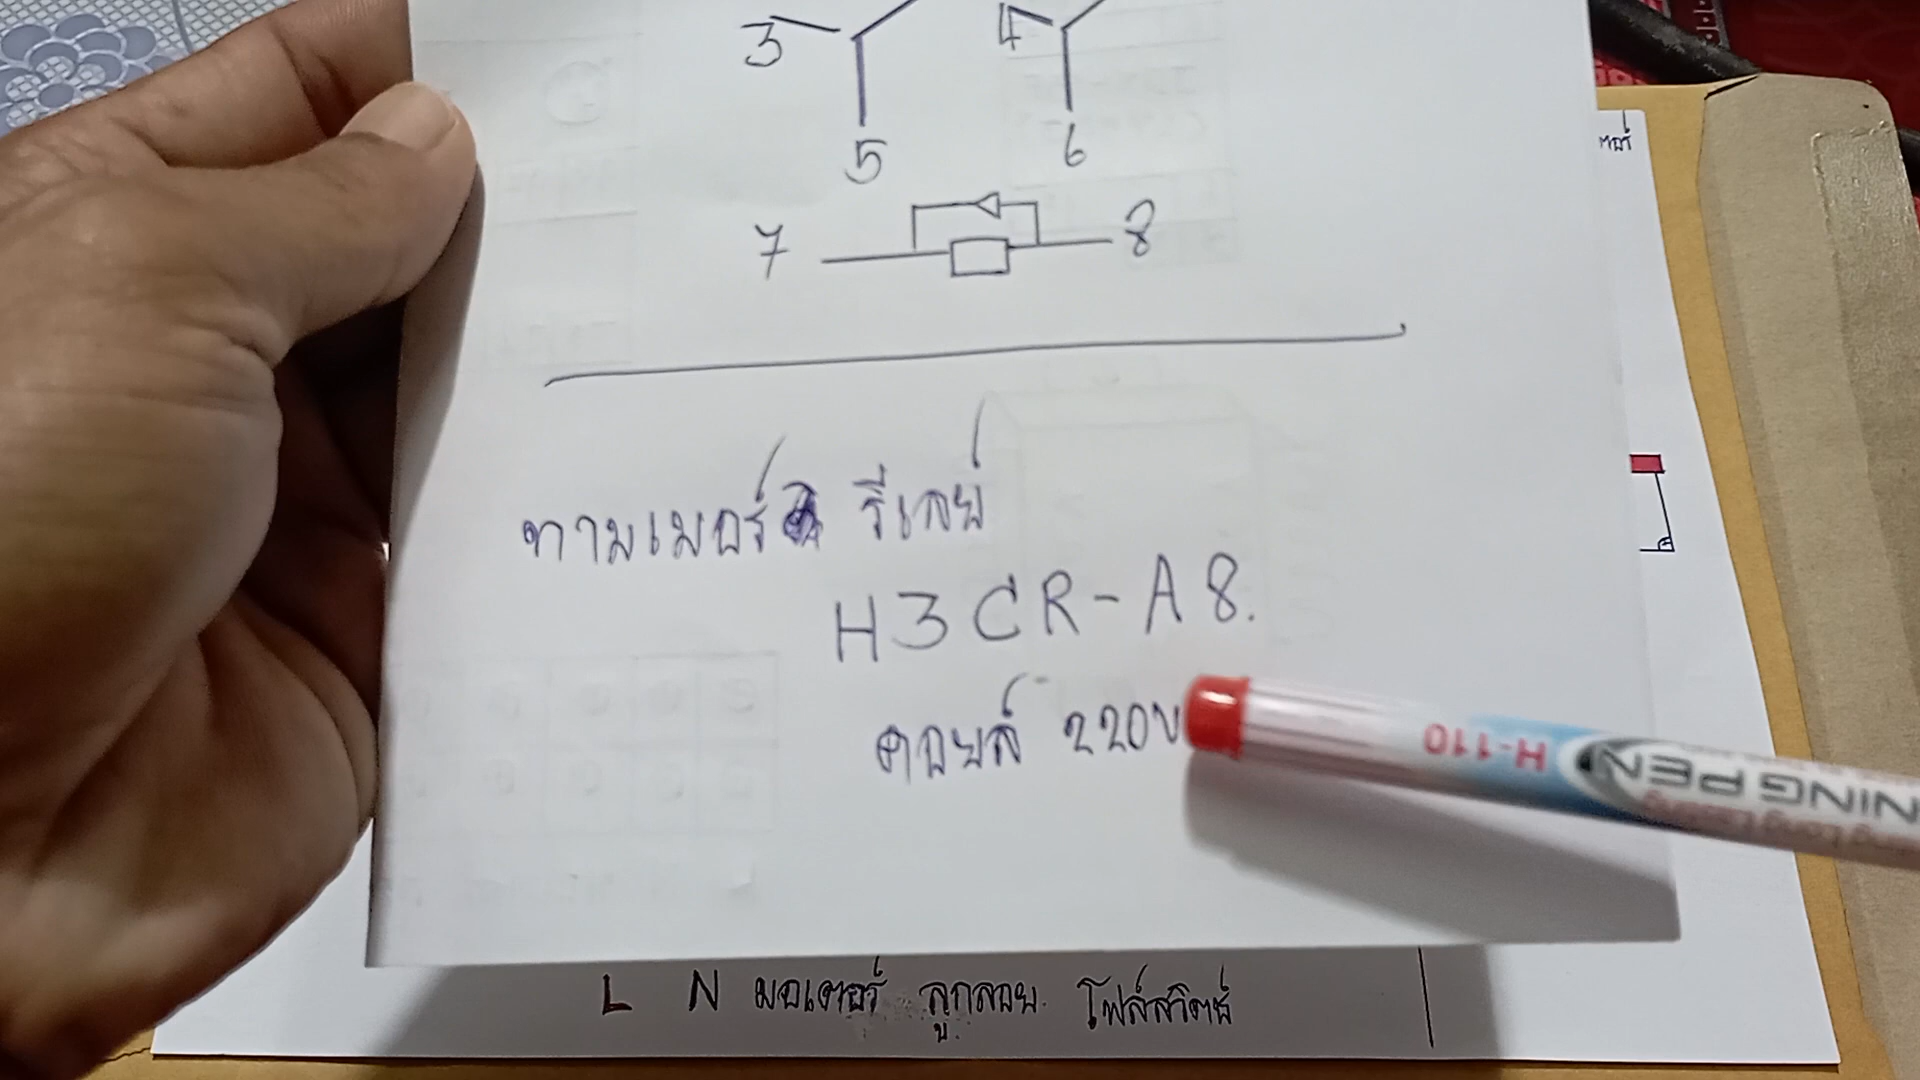 3 4
5 6
7 8
ทามเมอร์ รีเลย์
H3CR-A8.
คอยล์ 220V
H-110
NING PEN
L N มอเตอร์ ลูกลอย. โฟล์สวิตช์